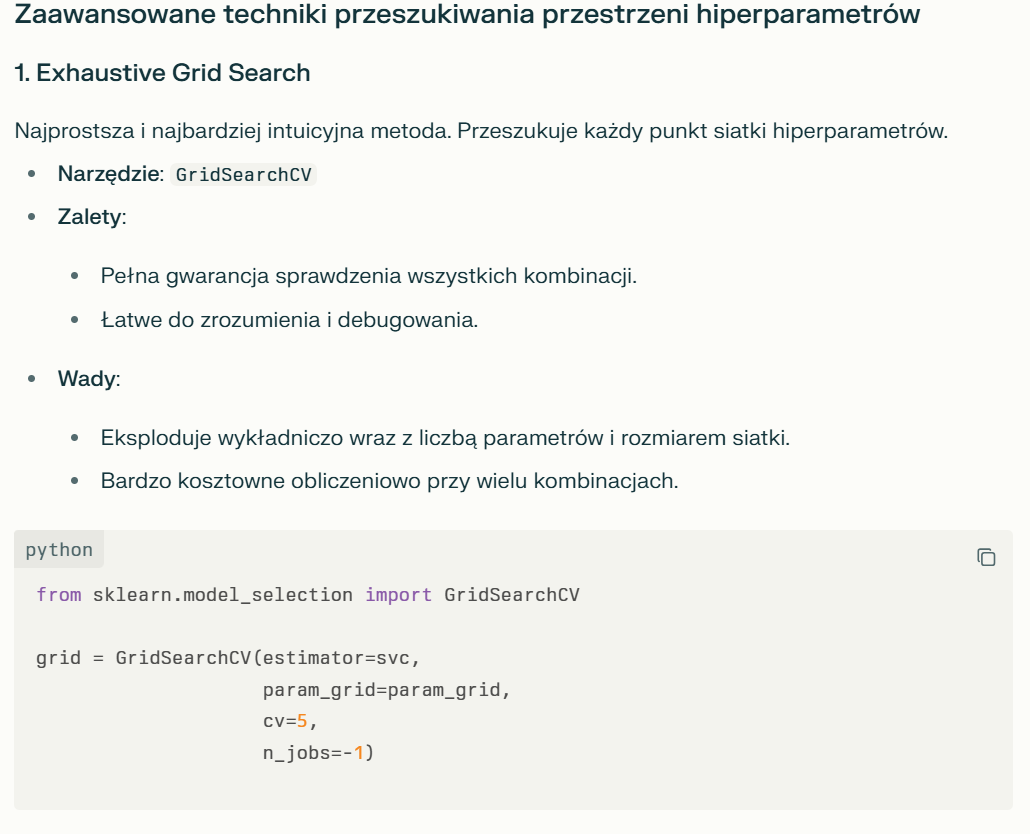 Zaawansowane techniki przeszukiwania przestrzeni hiperparametrów
1. Exhaustive Grid Search
Najprostsza i najbardziej intuicyjna metoda. Przeszukuje każdy punkt siatki hiperparametrów.
• Narzędzie: GridSearchCV
• Zalety:
• Pełna gwarancja sprawdzenia wszystkich kombinacji.
• Łatwe do zrozumienia i debugowania.
• Wady:
• Eksploduje wykładniczo wraz z liczbą parametrów i rozmiarem siatki.
• Bardzo kosztowne obliczeniowo przy wielu kombinacjach.
python
from sklearn.model_selection import GridSearchCV
grid = GridSearchCV(estimator=svc,
                    param_grid=param_grid,
                    cv=5,
                    n_jobs=-1)